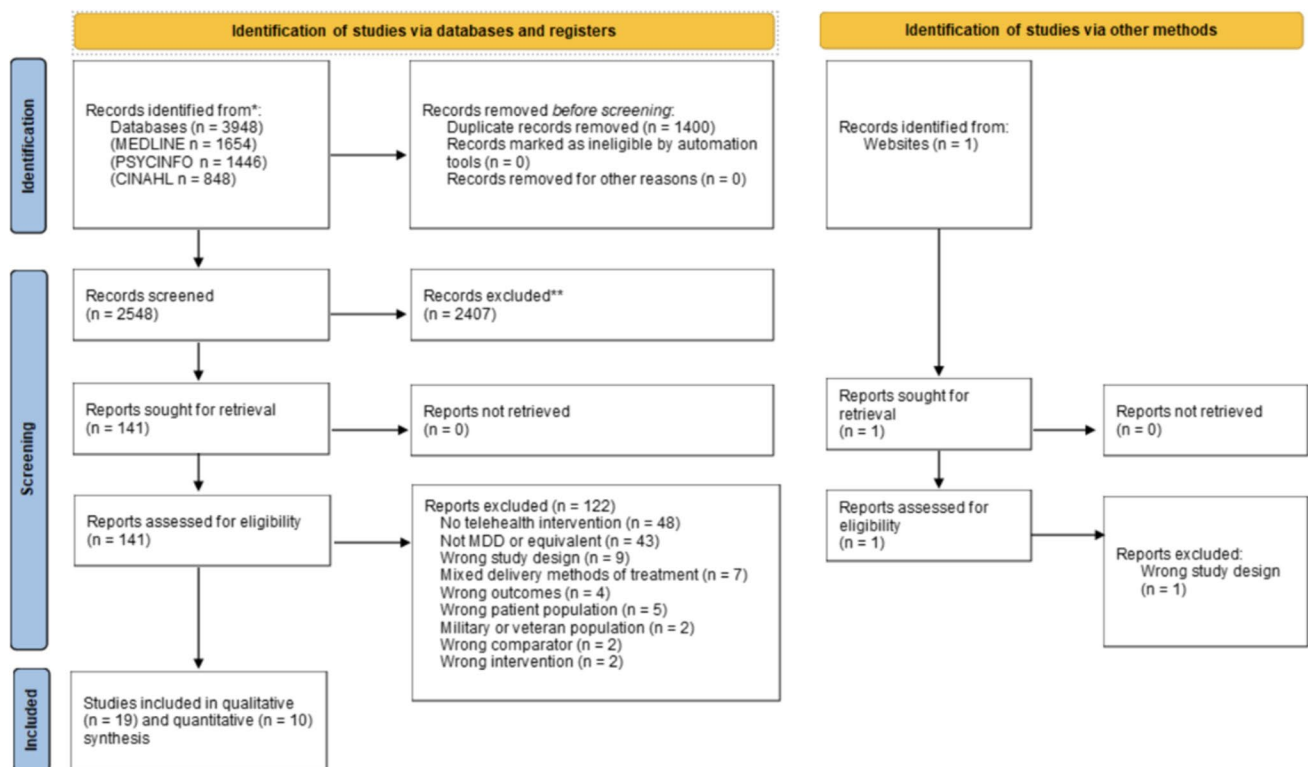 Identification of studies via databases and registers
Identification of studies via other methods
Identification
Records identified from*:
Databases (n = 3948)
(MEDLINE n = 1654)
(PSYCINFO n = 1446)
(CINAHL n = 848)
Records removed before screening:
Duplicate records removed (n = 1400)
Records marked as ineligible by automation
tools (n = 0)
Records removed for other reasons (n = 0)
Records identified from:
Websites (n = 1)
Screening
Records screened
(n = 2548)
Records excluded**
(n = 2407)
Reports sought for retrieval
(n = 141)
Reports not retrieved
(n = 0)
Reports sought for
retrieval
(n = 1)
Reports not retrieved
(n = 0)
Reports assessed for eligibility
(n = 141)
Reports excluded (n = 122)
No telehealth intervention (n = 48)
Not MDD or equivalent (n = 43)
Wrong study design (n = 9)
Mixed delivery methods of treatment (n = 7)
Wrong outcomes (n = 4)
Wrong patient population (n = 5)
Military or veteran population (n = 2)
Wrong comparator (n = 2)
Wrong intervention (n = 2)
Reports assessed for
eligibility
(n = 1)
Reports excluded:
Wrong study design
(n = 1)
Included
Studies included in qualitative
(n = 19) and quantitative (n = 10)
synthesis